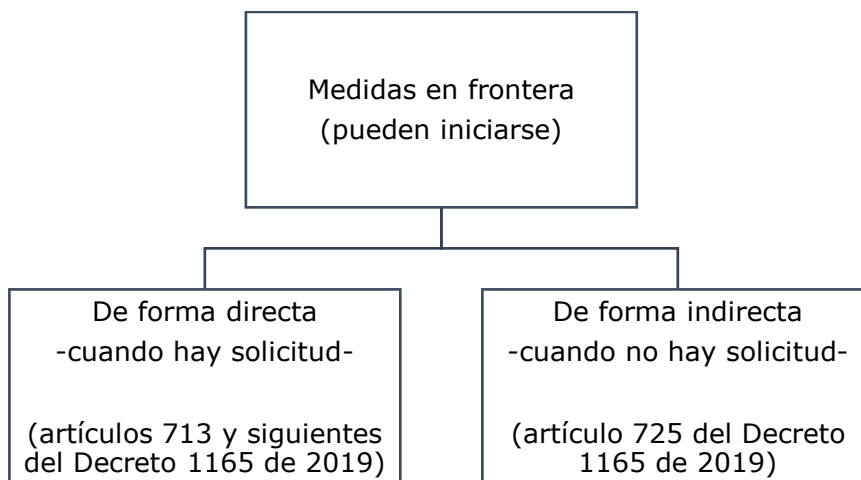 Medidas en frontera
(pueden iniciarse)
De forma directa
-cuando hay solicitud-
(artículos 713 y siguientes
del Decreto 1165 de 2019)
De forma indirecta
-cuando no hay solicitud-
(artículo 725 del Decreto
1165 de 2019)